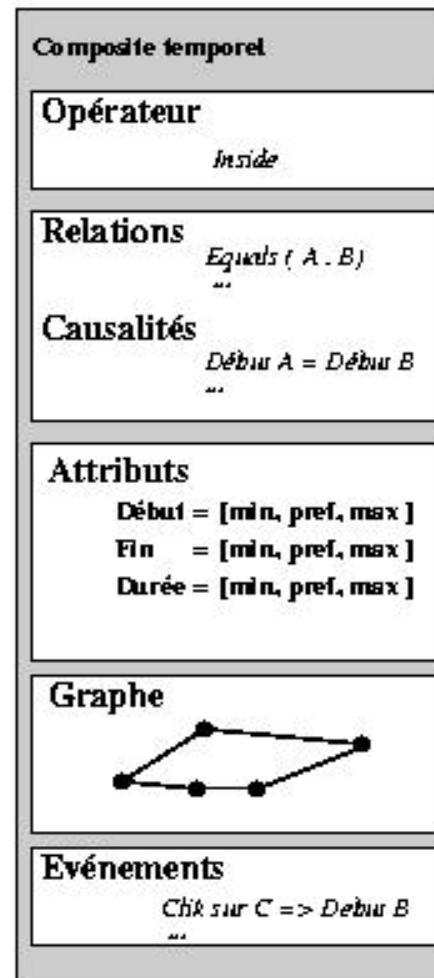 Composite temporel
Opérateur
Inside
Relations
Equals ( A . B)
...
Causalités
Début A = Début B
...
Attributs
Début = [min, pref, max ]
Fin = [min, pref, max ]
Durée = [min, pref, max ]
Graphe
Evénements
Clik sur C = > Debut B
...